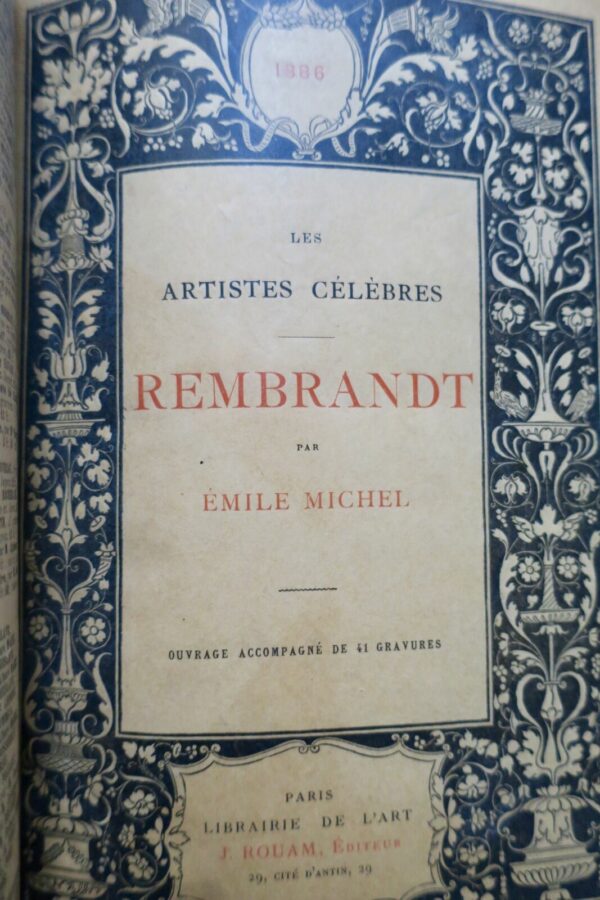 1886
LES
ARTISTES CÉLÈBRES
REMBRANDT
PAR
ÉMILE MICHEL
OUVRAGE ACCOMPAGNÉ DE 41 GRAVURES
PARIS
LIBRAIRIE DE L'ART
J. ROUAM, ÉDITEUR
29, CITÉ D'ANTIN, 29